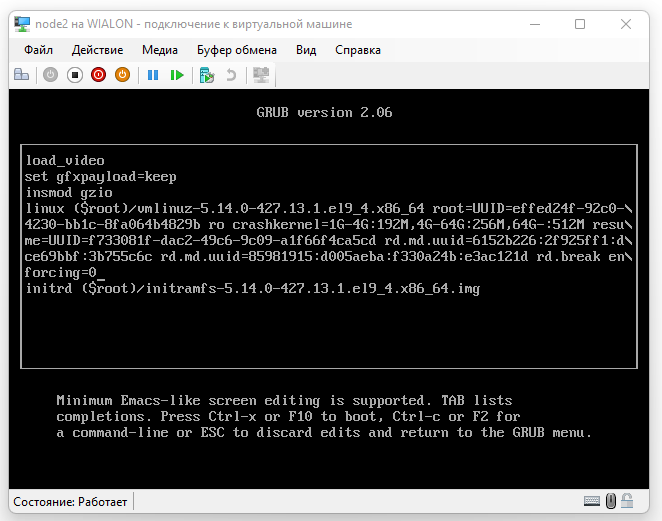 node2 на WIALON - подключение к виртуальной машине
Файл Действие Медиа Буфер обмена Вид Справка
GRUB version 2.06
load_video
set gfxpayload=keep
insmod gzio
linux ($root)/vmlinuz-5.14.0-427.13.1.el9_4.x86_64 root=UUID=effed24f-92c0-\
4230-bb1c-8fa064b4829b ro crashkernel=1G-4G:192M,4G-64G:256M,64G-:512M resu\
me=UUID=f733081f-dac2-49c6-9c09-a1f66f4ca5cd rd.md.uuid=6152b226:2f925ff1:d\
ce69bbf:3b755c6c rd.md.uuid=85981915:d005aeba:f330a24b:e3ac121d rd.break en\
forcing=0_
initrd ($root)/initramfs-5.14.0-427.13.1.el9_4.x86_64.img
Minimum Emacs-like screen editing is supported. TAB lists
completions. Press Ctrl-x or F10 to boot, Ctrl-c or F2 for
a command-line or ESC to discard edits and return to the GRUB menu.
Состояние: Работает